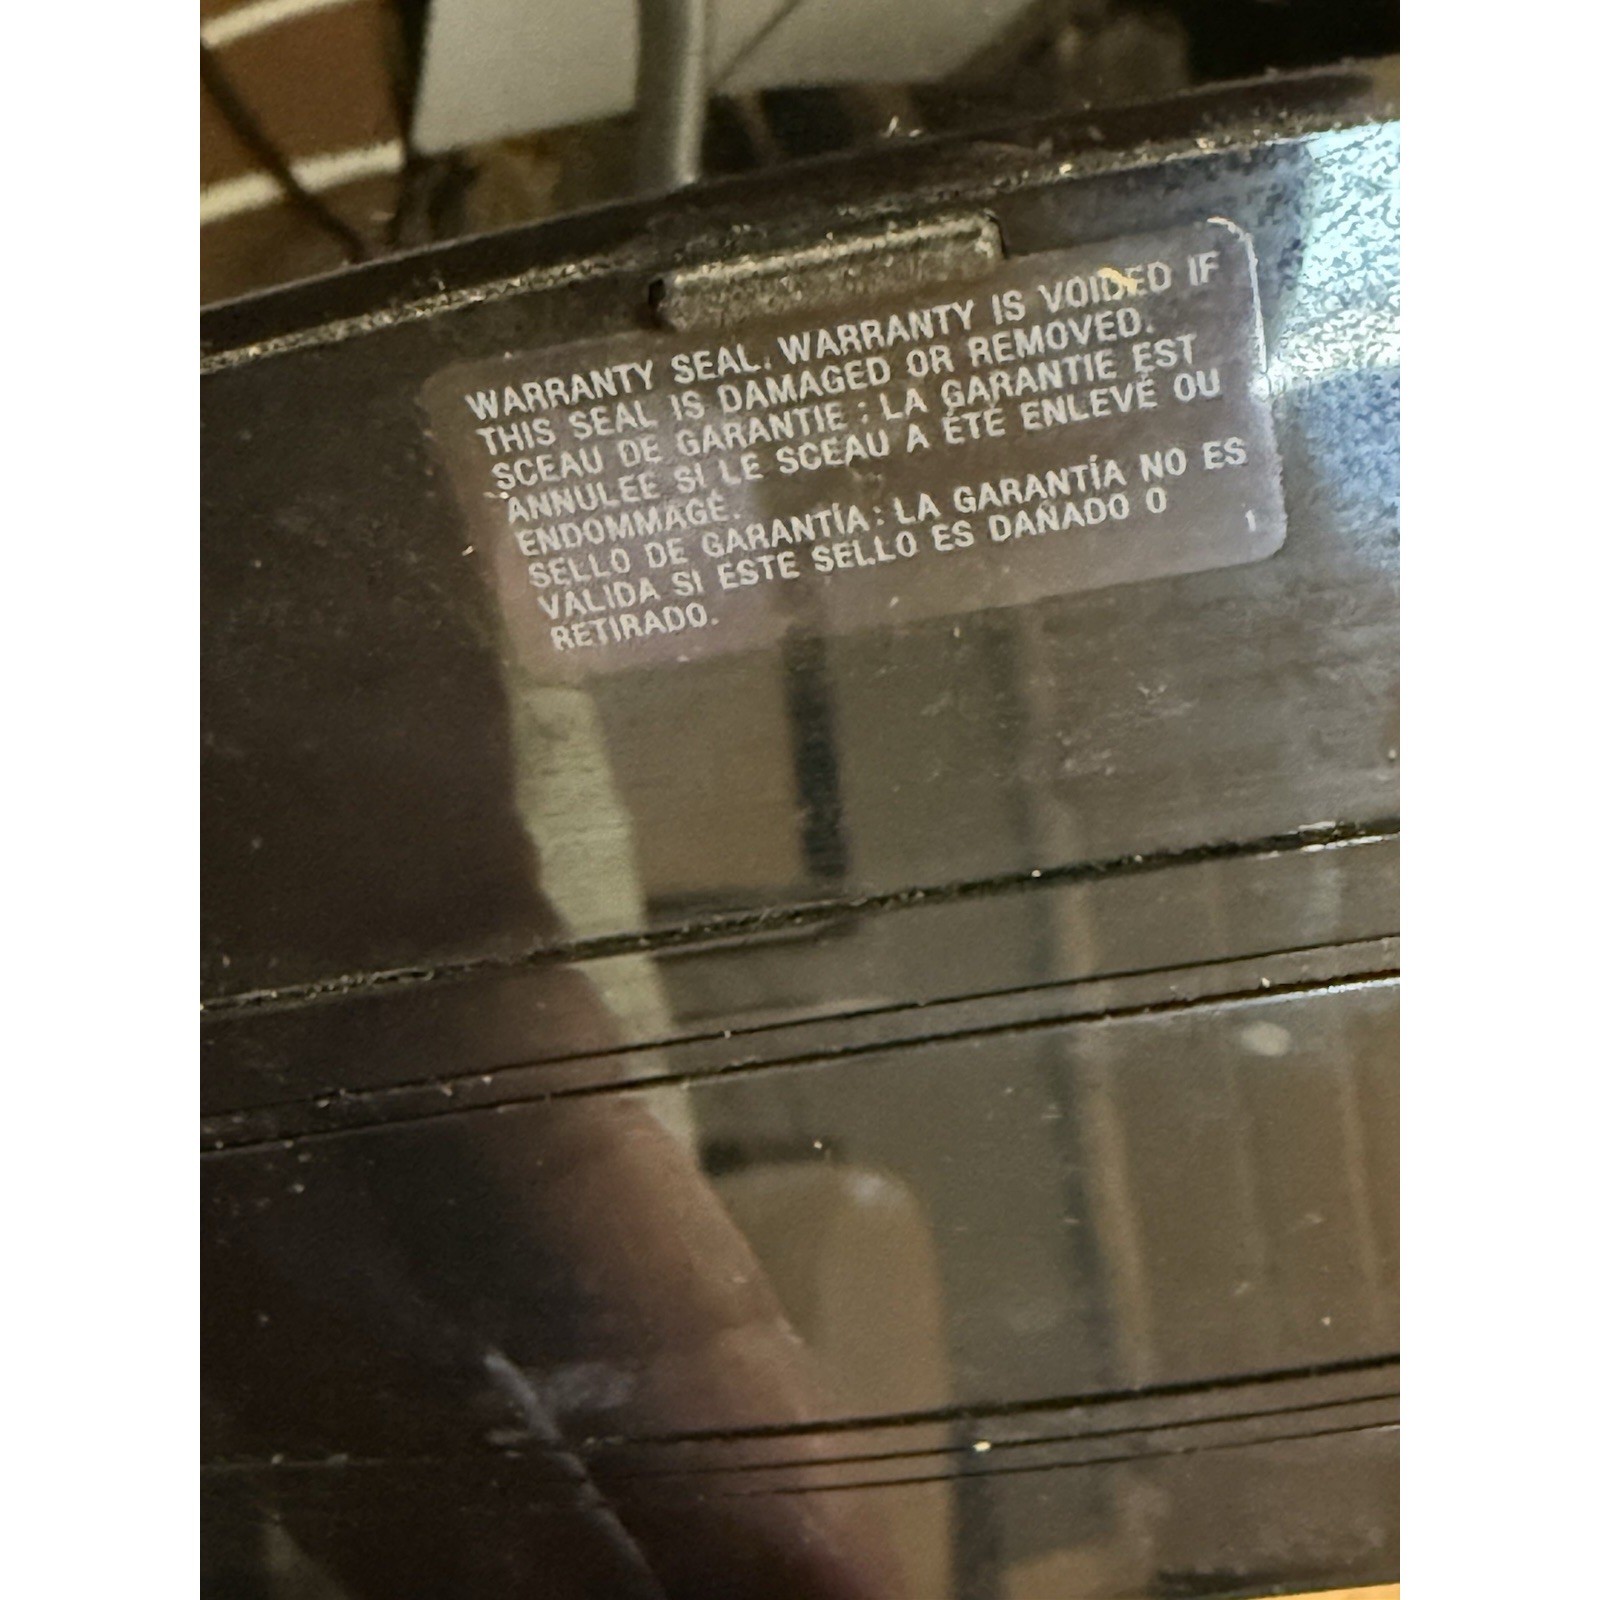 WARRANTY SEAL. WARRANTY IS VOIDED IF
THIS SEAL IS DAMAGED OR REMOVED.
SCEAU DE GARANTIE : LA GARANTIE EST
ANNULEE SI LE SCEAU A ÉTÉ ENLEVÉ OU
ENDOMMAGÉ.
SELLO DE GARANTÍA: LA GARANTÍA NO ES
VALIDA SI ESTE SELLO ES DAÑADO O
RETIRADO.
1